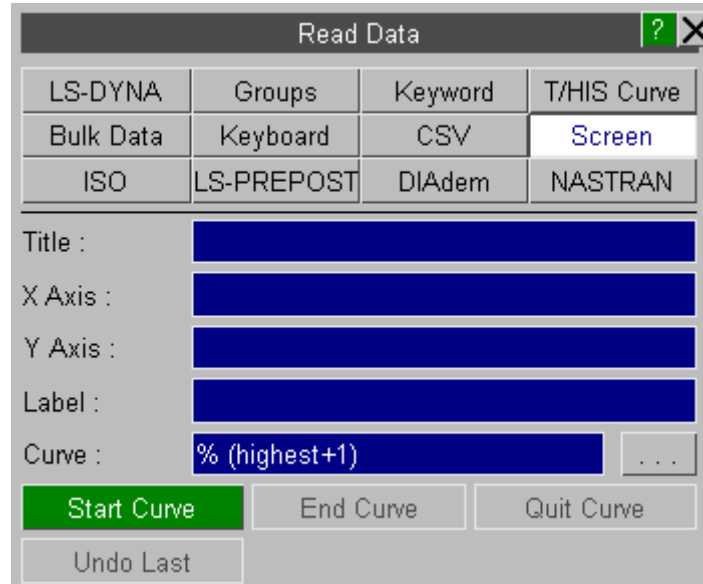 Read Data ?
LS-DYNA Groups Keyword T/HIS Curve
Bulk Data Keyboard CSV Screen
ISO LS-PREPOST DIAdem NASTRAN
Title :
X Axis :
Y Axis :
Label :
Curve : % (highest+1) . . .
Start Curve End Curve Quit Curve
Undo Last